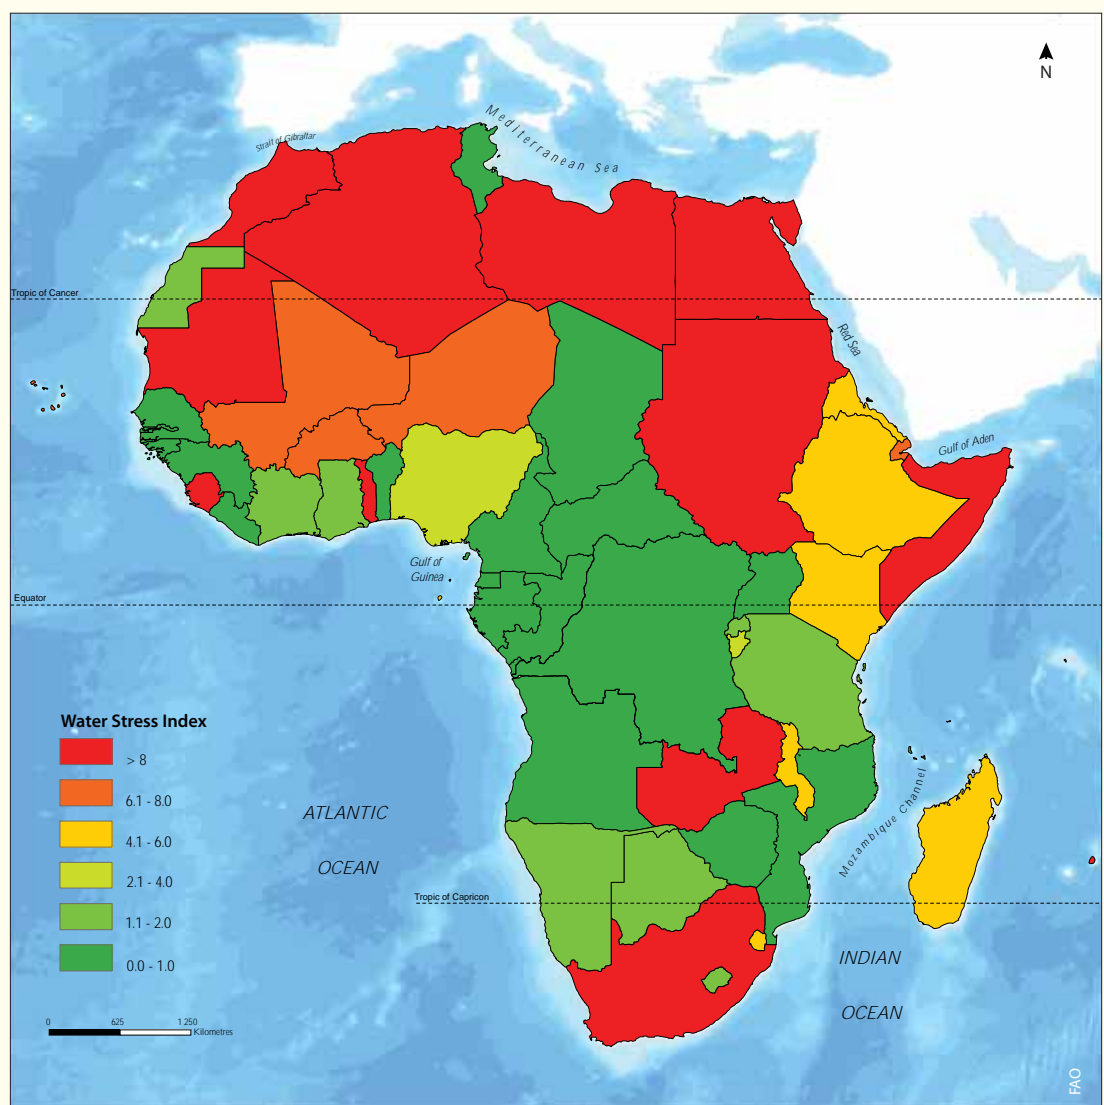 N
Mediterranean Sea
Strait of Gibraltar
Tropic of Cancer
Red Sea
Gulf of Aden
Gulf of
Guinea
Equator
Water Stress Index
> 8
6.1 - 8.0
4.1 - 6.0
2.1 - 4.0
1.1 - 2.0
0.0 - 1.0
ATLANTIC
OCEAN
Mozambique Channel
Tropic of Capricon
INDIAN
OCEAN
0 625 1 250
Kilometres
FAO